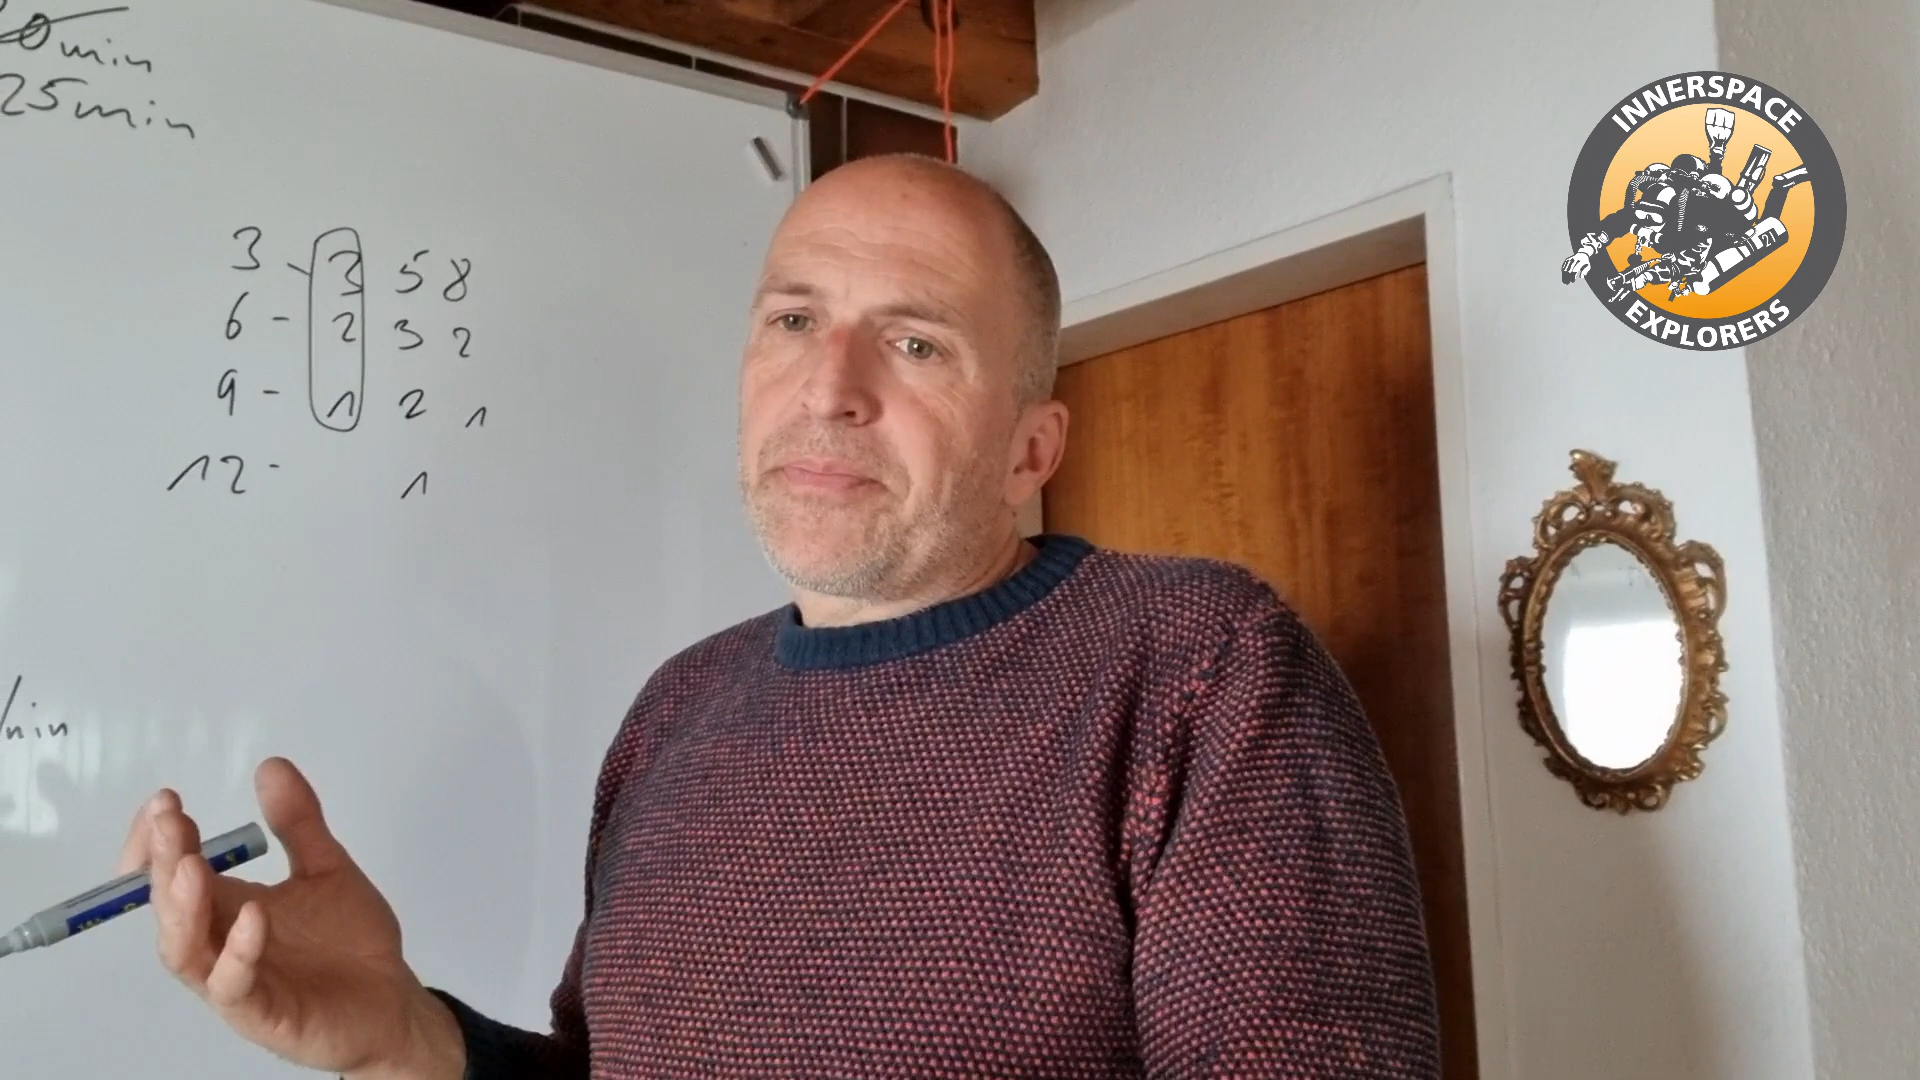 min
25min
3 - 3 5 8
6 - 2 3 2
9 - 1 2 1
12 - 1
/min
INNERSPACE
EXPLORERS
21